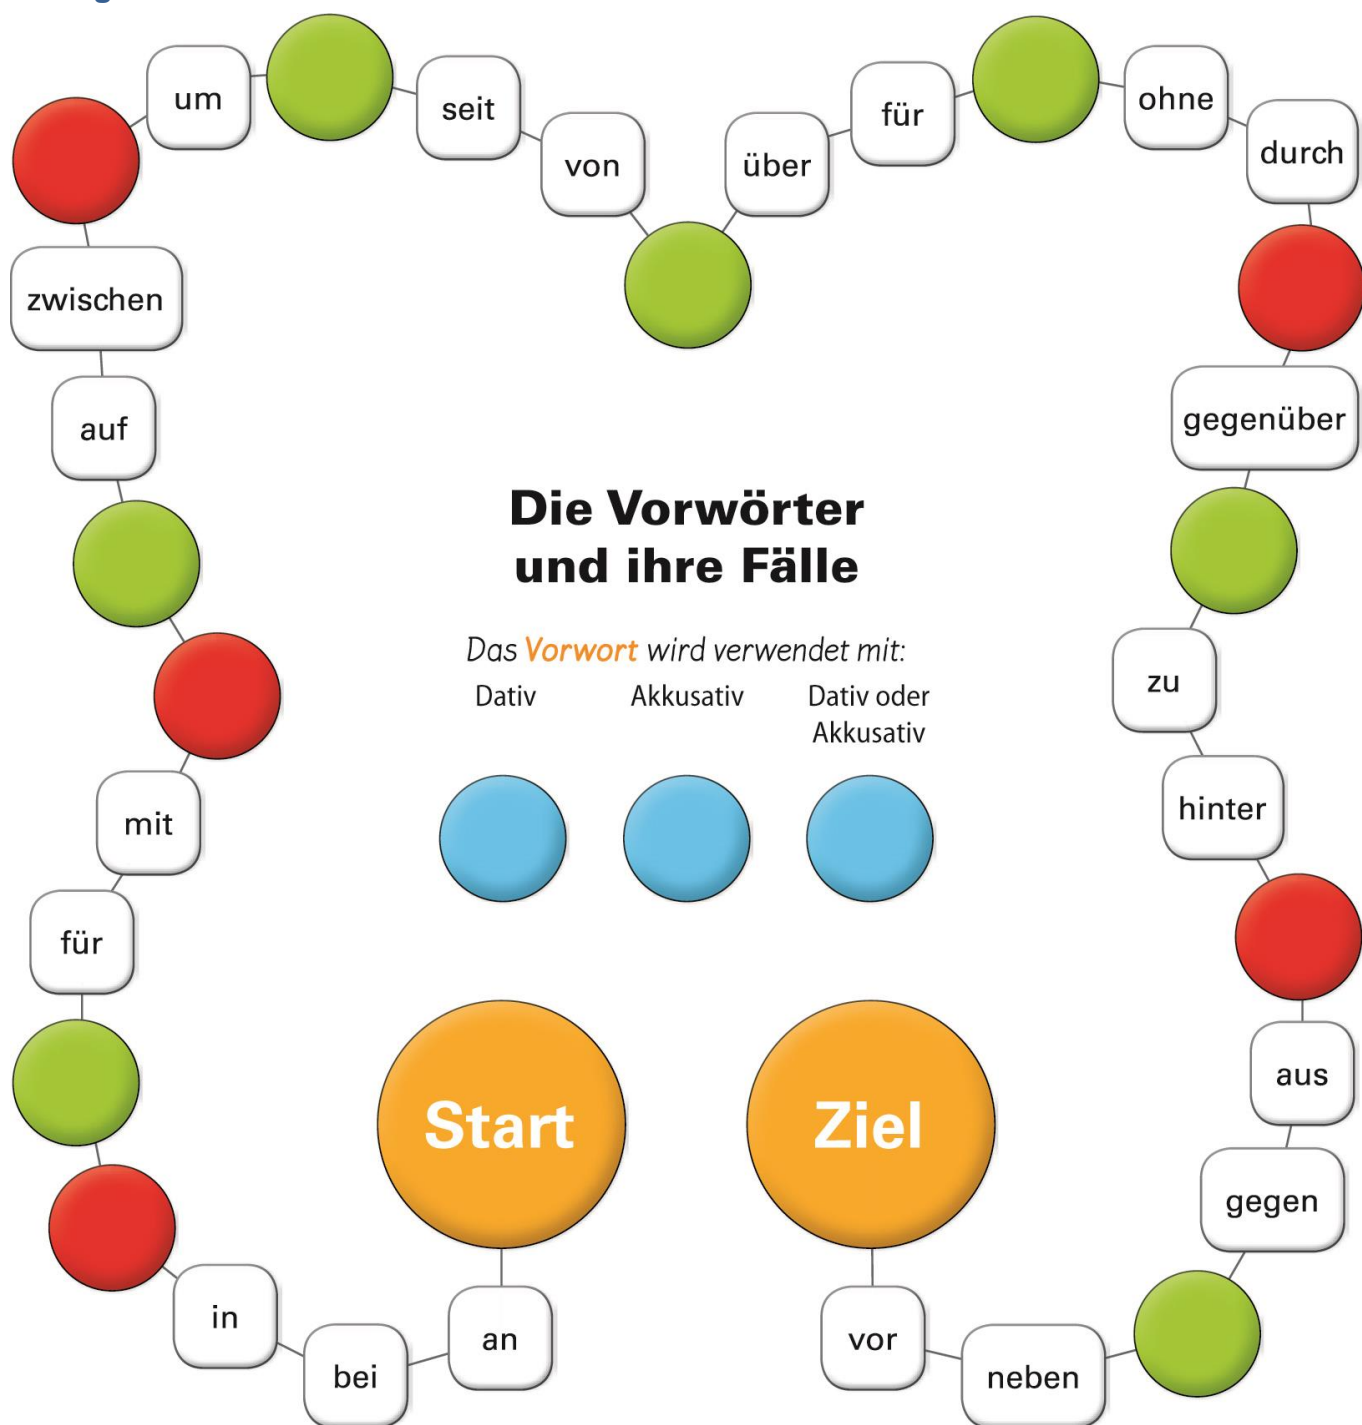 um
seit
von
über
für
ohne
durch
zwischen
gegenüber
auf
Die Vorwörter
und ihre Fälle
Das Vorwort wird verwendet mit:
Dativ
Akkusativ
Dativ oder
Akkusativ
zu
hinter
mit
für
Start
Ziel
aus
gegen
in
bei
an
vor
neben